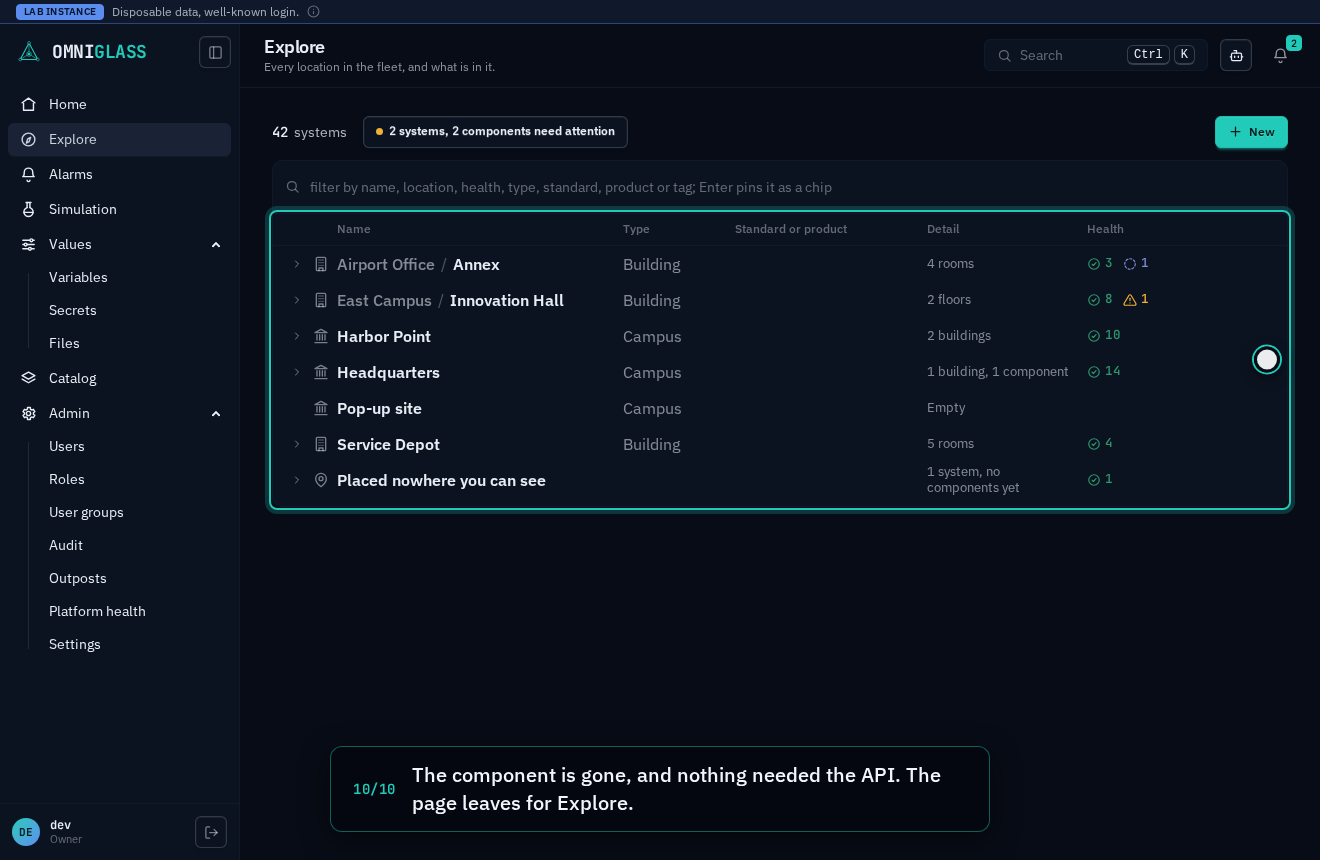 LAB INSTANCE Disposable data, well-known login.
OMNIGLASS
Home
Explore
Alarms
Simulation
Values
Variables
Secrets
Files
Catalog
Admin
Users
Roles
User groups
Audit
Outposts
Platform health
Settings
DE
dev
Owner
Explore
Every location in the fleet, and what is in it.
Search Ctrl K
2
42 systems
2 systems, 2 components need attention
New
filter by name, location, health, type, standard, product or tag; Enter pins it as a chip
Name Type Standard or product Detail Health
Airport Office / Annex Building 4 rooms 3 1
East Campus / Innovation Hall Building 2 floors 8 1
Harbor Point Campus 2 buildings 10
Headquarters Campus 1 building, 1 component 14
Pop-up site Campus Empty
Service Depot Building 5 rooms 4
Placed nowhere you can see 1 system, no 1
components yet
10/10 The component is gone, and nothing needed the API. The
page leaves for Explore.